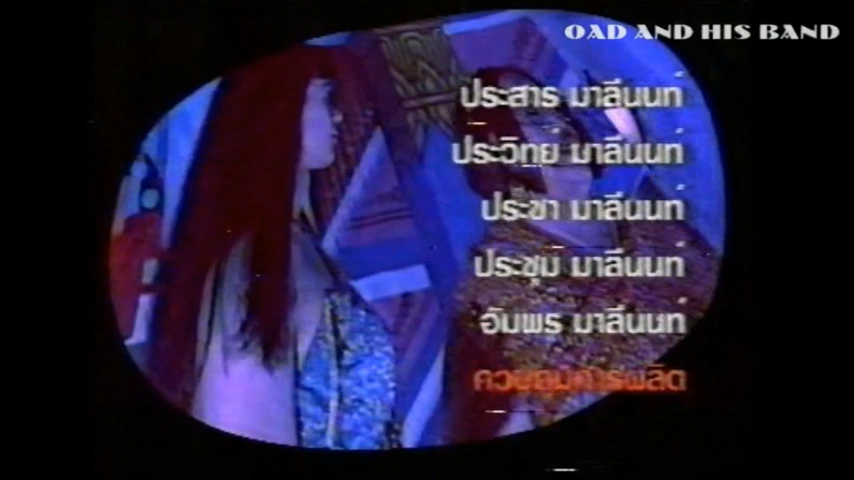 OAD AND HIS BAND
ประสาร มาลีนนท์
ประวิทย์ มาลีนนท์
ประชา มาลีนนท์
ประชุม มาลีนนท์
อัมพร มาลีนนท์
ควบคุมการผลิต